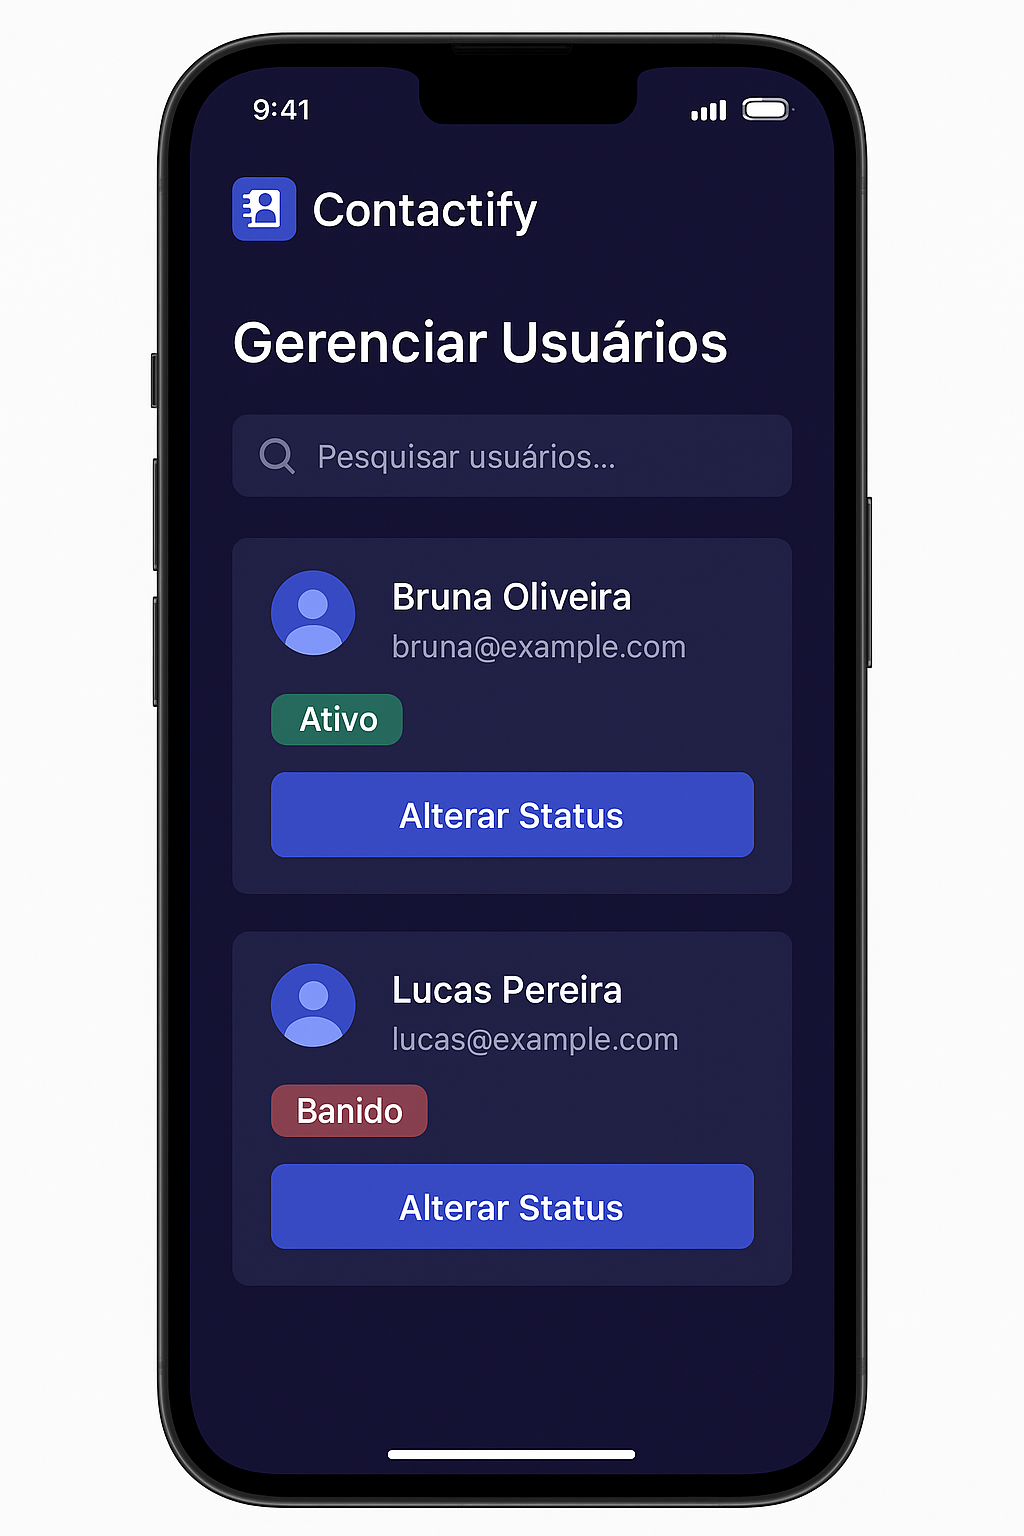 9:41
Contactify
Gerenciar Usuários
Pesquisar usuários...
Bruna Oliveira
bruna@example.com
Ativo
Alterar Status
Lucas Pereira
lucas@example.com
Banido
Alterar Status